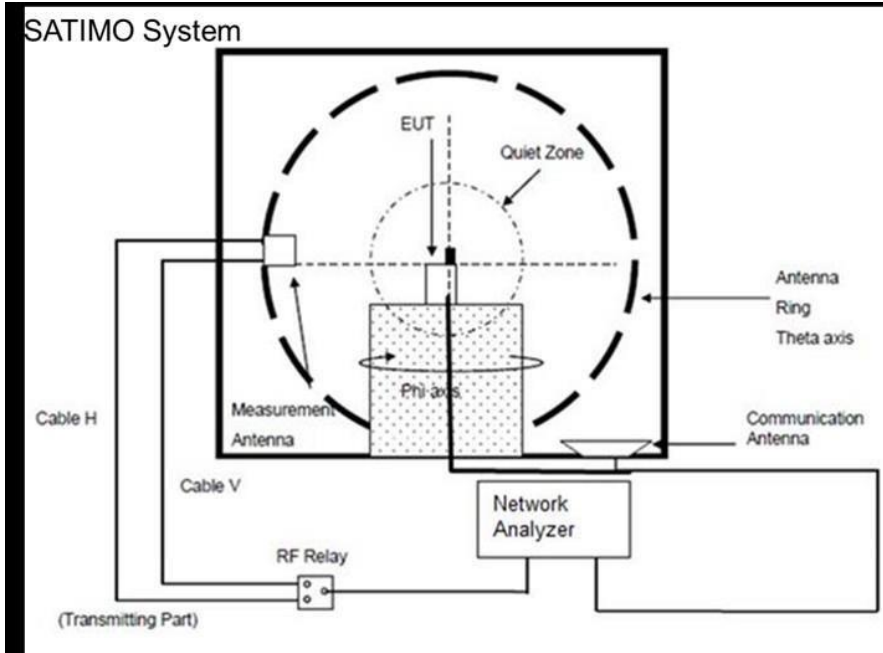 SATIMO System
EUT
Quiet Zone
Antenna
Ring
Theta axis
Phi axis
Measurement
Antenna
Communication
Antenna
Cable H
Cable V
Network
Analyzer
RF Relay
(Transmitting Part)